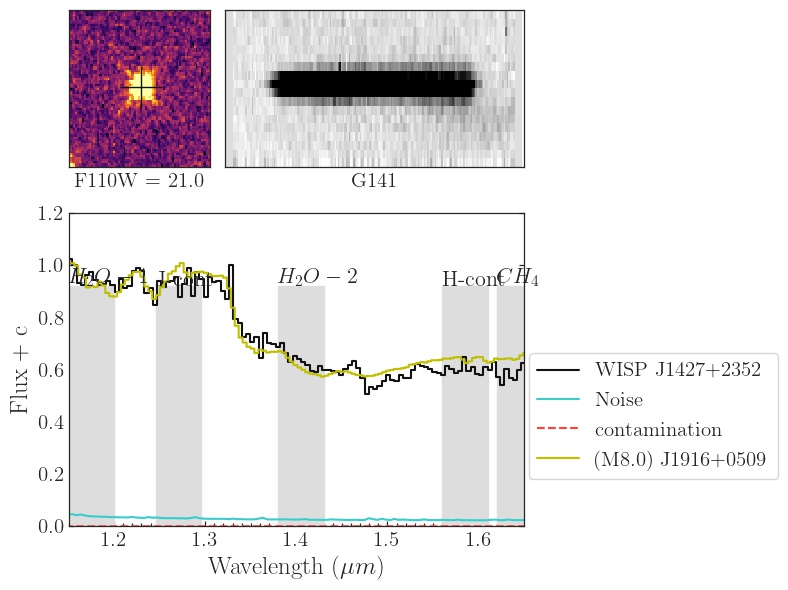 F110W = 21.0
G141
H₂O − 1
J-cont
H₂O − 2
H-cont
CH₄
1.2
1.0
0.8
0.6
0.4
0.2
0.0
Flux + c
1.2
1.3
1.4
1.5
1.6
Wavelength (μm)
WISP J1427+2352
Noise
contamination
(M8.0) J1916+0509